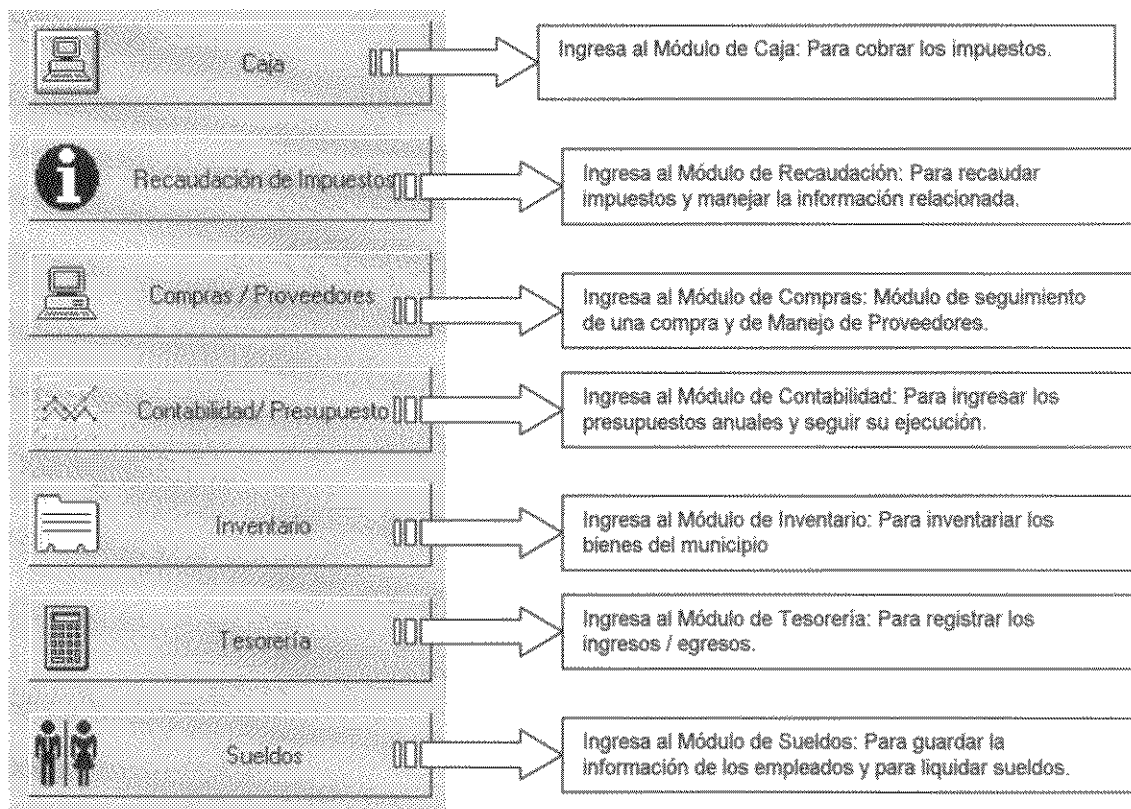 Caja
Ingresa al Módulo de Caja: Para cobrar los impuestos.
Recaudación de Impuestos
Ingresa al Módulo de Recaudación: Para recaudar
impuestos y manejar la información relacionada.
Compras / Proveedores
Ingresa al Módulo de Compras: Módulo de seguimiento
de una compra y de Manejo de Proveedores.
Contabilidad/ Presupuesto
Ingresa al Módulo de Contabilidad: Para ingresar los
presupuestos anuales y seguir su ejecución.
Inventario
Ingresa al Módulo de Inventario: Para inventariar los
bienes del municipio
Tesorería
Ingresa al Módulo de Tesorería: Para registrar los
ingresos / egresos.
Sueldos
Ingresa al Módulo de Sueldos: Para guardar la
información de los empleados y para liquidar sueldos.